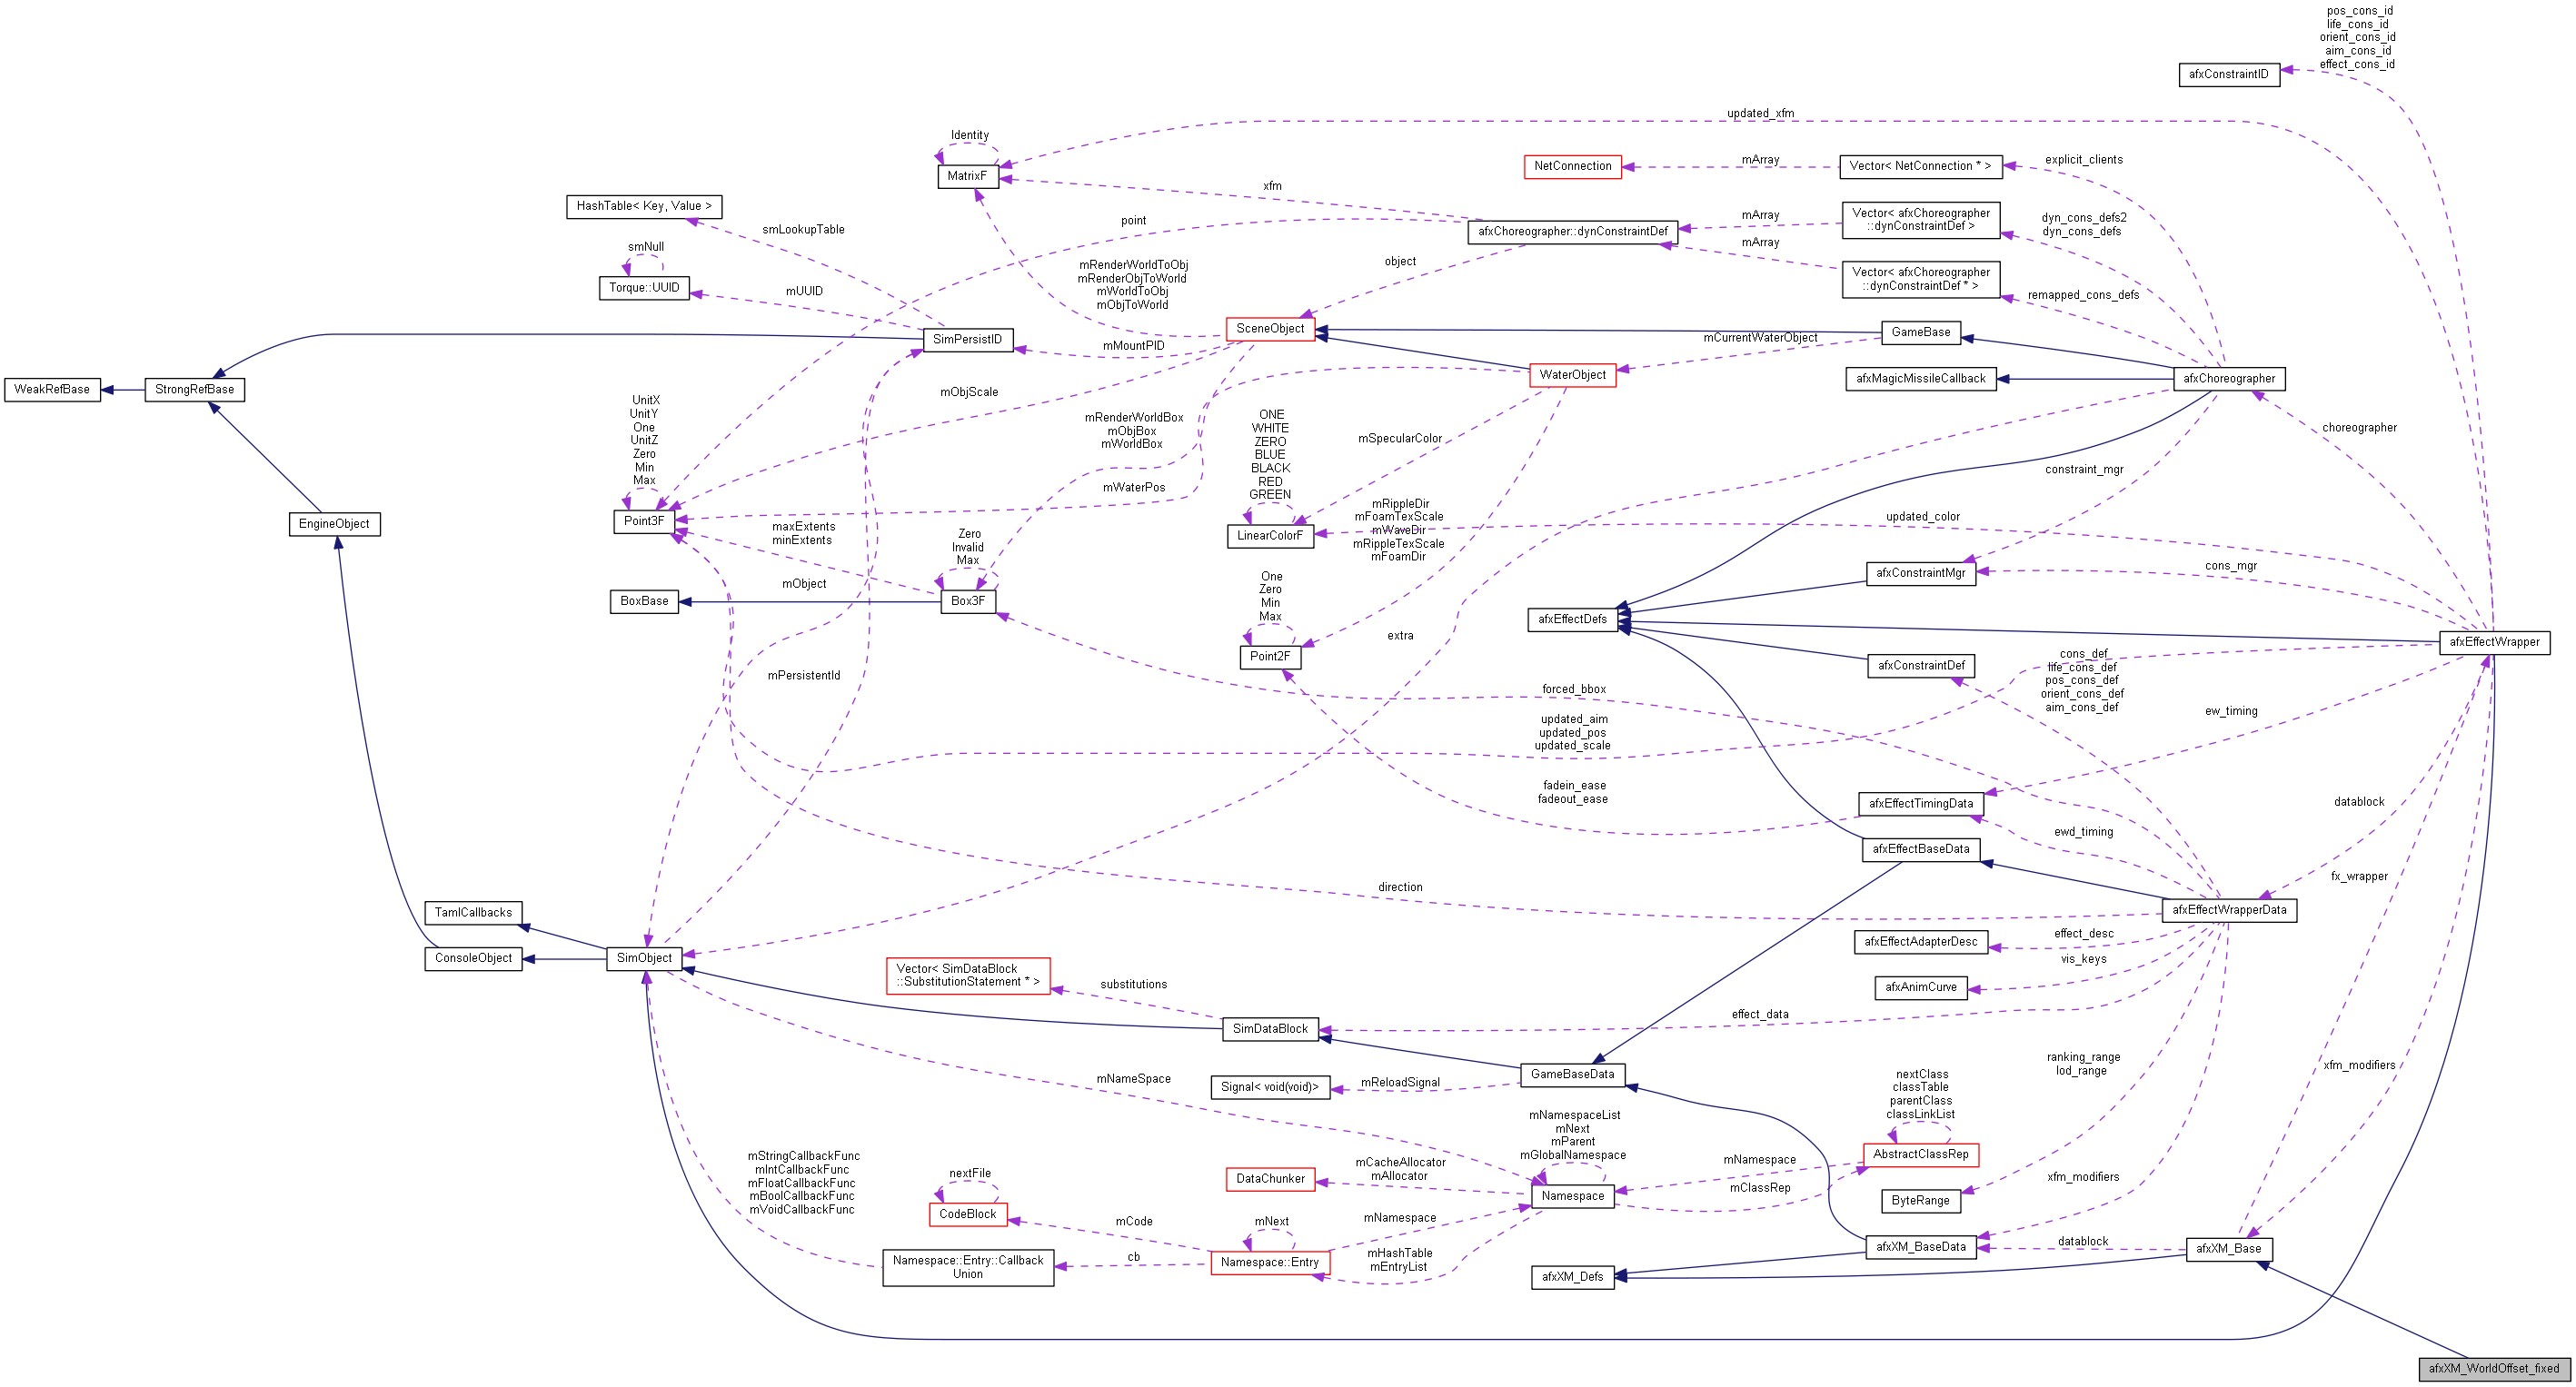 pos_cons_id
life_cons_id
orient_cons_id
aim_cons_id
effect_cons_id
afxConstraintID
updated_xfm
Identity
MatrixF
NetConnection
mArray
Vector< NetConnection * >
explicit_clients
xfm
HashTable< Key, Value >
smLookupTable
point
afxChoreographer::dynConstraintDef
mArray
Vector< afxChoreographer
::dynConstraintDef >
dyn_cons_defs2
dyn_cons_defs
smNull
Torque::UUID
mUUID
mRenderWorldToObj
mRenderObjToWorld
mWorldToObj
mObjToWorld
object
mArray
Vector< afxChoreographer
::dynConstraintDef * >
remapped_cons_defs
SimPersistID
mMountPID
SceneObject
GameBase
mCurrentWaterObject
WeakRefBase
StrongRefBase
WaterObject
afxMagicMissileCallback
afxChoreographer
mObjScale
UnitX
UnitY
One
UnitZ
Zero
Min
Max
Point3F
mRenderWorldBox
mObjBox
mWorldBox
ONE
WHITE
ZERO
BLUE
BLACK
RED
GREEN
LinearColorF
mSpecularColor
choreographer
constraint_mgr
mWaterPos
EngineObject
maxExtents
minExtents
Zero
Invalid
Max
Box3F
mRippleDir
mFoamTexScale
mWaveDir
mRippleTexScale
mFoamDir
updated_color
BoxBase
mObject
One
Zero
Min
Max
Point2F
extra
afxEffectDefs
afxConstraintMgr
cons_mgr
afxEffectWrapper
afxConstraintDef
cons_def
life_cons_def
pos_cons_def
orient_cons_def
aim_cons_def
mPersistentId
forced_bbox
updated_aim
updated_pos
updated_scale
ew_timing
fadein_ease
fadeout_ease
afxEffectTimingData
datablock
ewd_timing
afxEffectBaseData
fx_wrapper
direction
afxEffectWrapperData
TamlCallbacks
ConsoleObject
SimObject
afxEffectAdapterDesc
effect_desc
vis_keys
afxAnimCurve
Vector< SimDataBlock
::SubstitutionStatement * >
substitutions
SimDataBlock
effect_data
ranking_range
lod_range
xfm_modifiers
mNameSpace
Signal< void(void)>
mReloadSignal
GameBaseData
nextClass
classTable
parentClass
classLinkList
AbstractClassRep
mNamespaceList
mNext
mParent
mGlobalNamespace
mNamespace
mClassRep
Namespace
mStringCallbackFunc
mIntCallbackFunc
mFloatCallbackFunc
mBoolCallbackFunc
mVoidCallbackFunc
nextFile
CodeBlock
DataChunker
mCacheAllocator
mAllocator
xfm_modifiers
ByteRange
mCode
mNext
mNamespace
cb
Namespace::Entry
mHashTable
mEntryList
Namespace::Entry::Callback
Union
afxXM_BaseData
datablock
afxXM_Base
afxXM_Defs
afxXM_WorldOffset_fixed